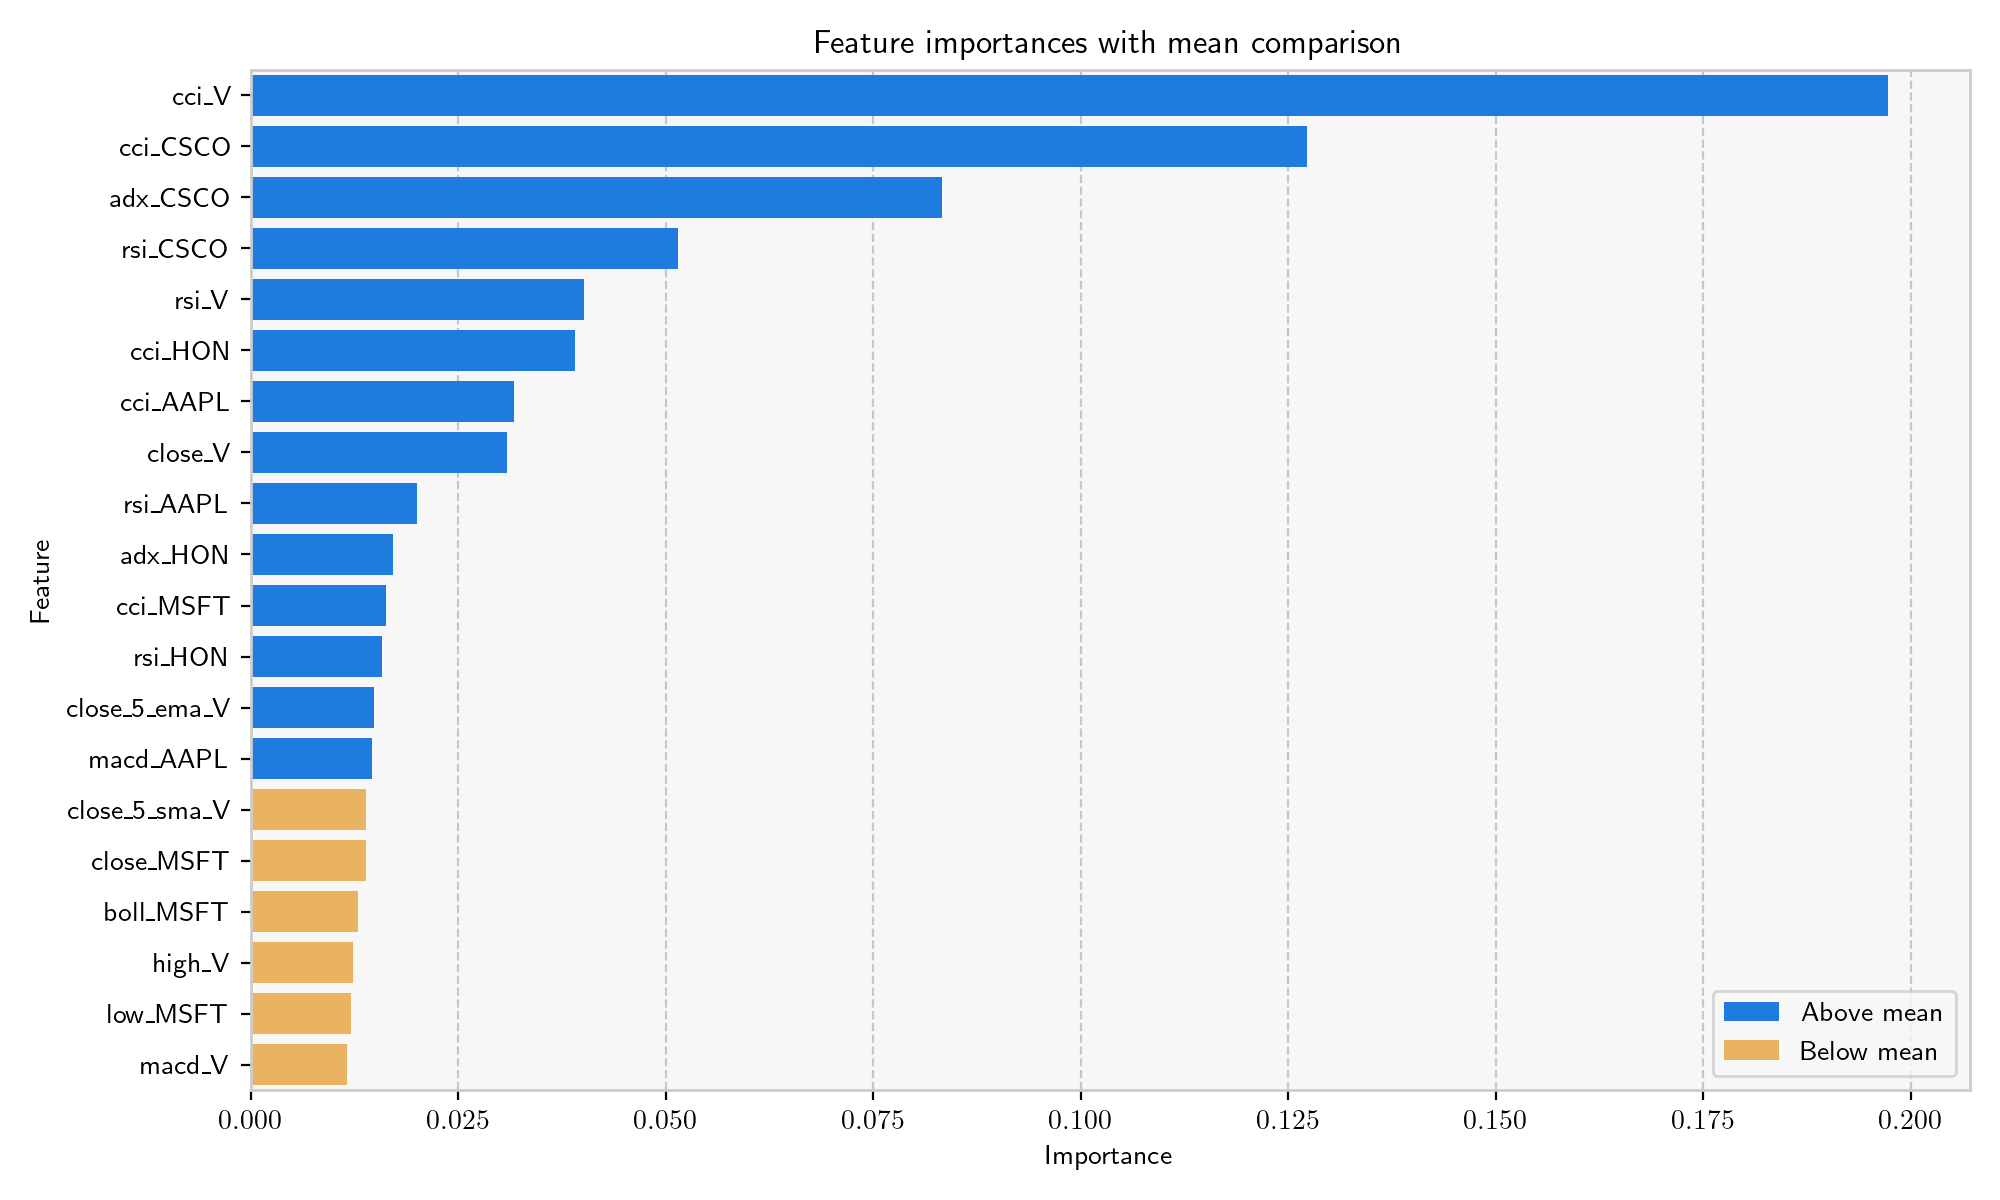 Feature importances with mean comparison
cci_V
cci_CSCO
adx_CSCO
rsi_CSCO
rsi_V
cci_HON
cci_AAPL
close_V
rsi_AAPL
adx_HON
cci_MSFT
rsi_HON
close_5_ema_V
macd_AAPL
close_5_sma_V
close_MSFT
boll_MSFT
high_V
low_MSFT
macd_V
Feature
Above mean
Below mean
0.000 0.025 0.050 0.075 0.100 0.125 0.150 0.175 0.200
Importance